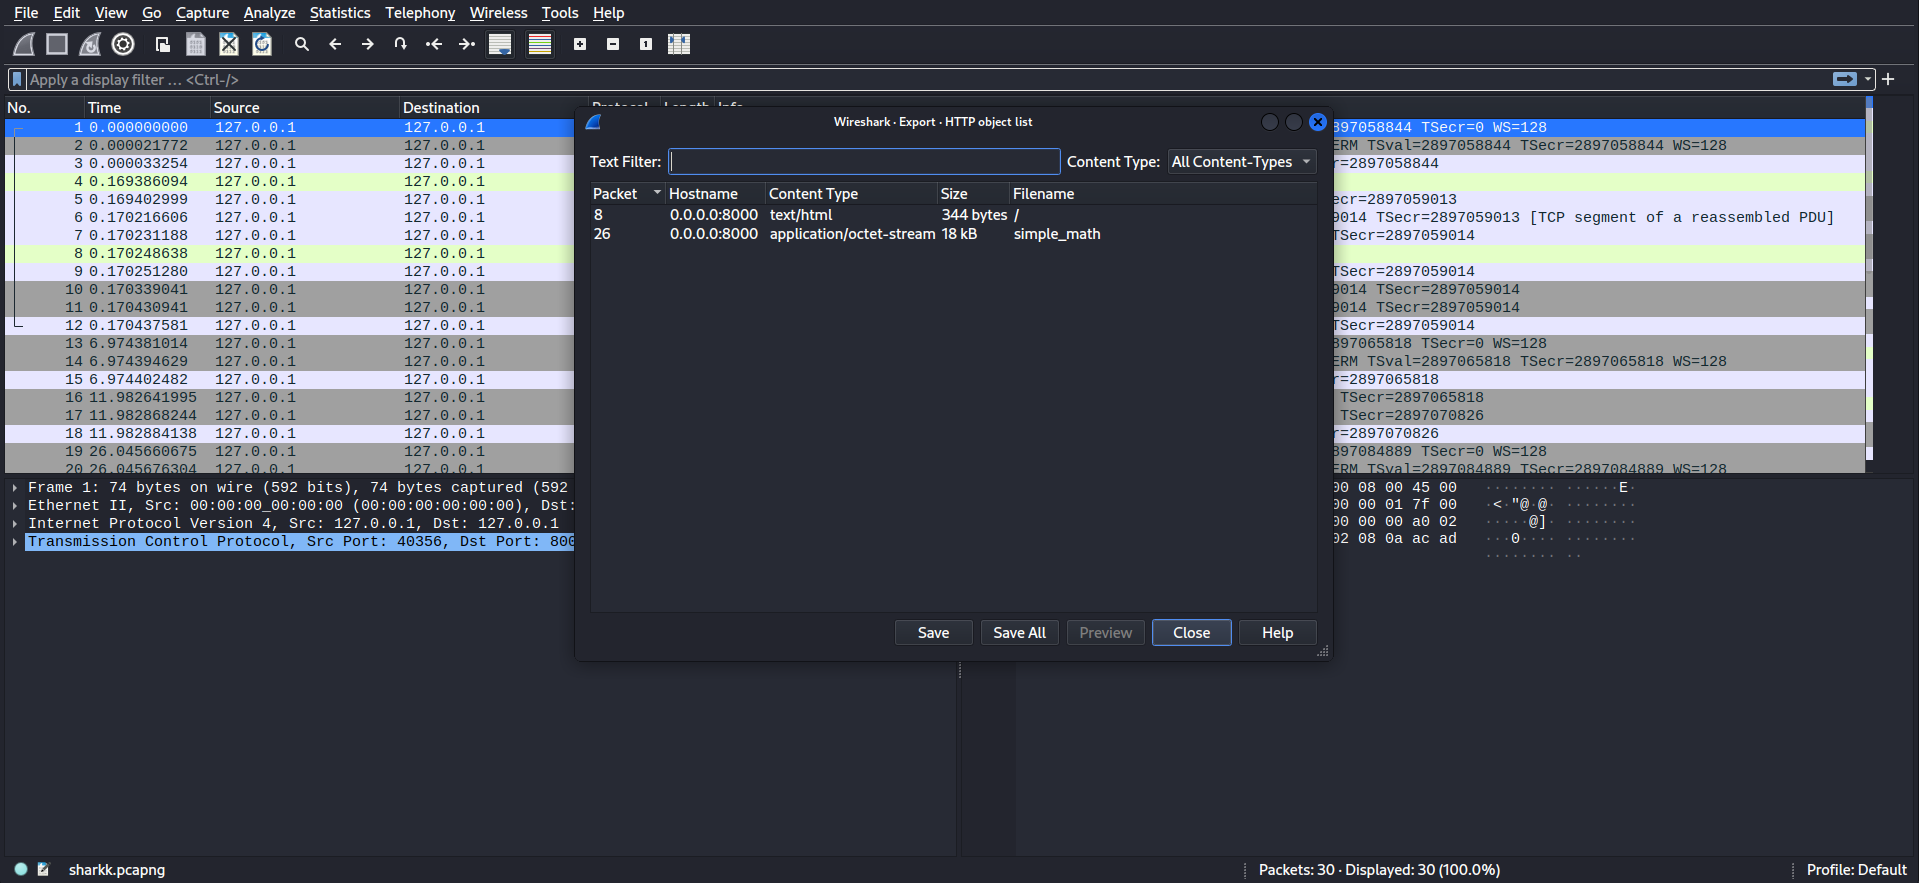 File Edit View Go Capture Analyze Statistics Telephony Wireless Tools Help
Apply a display filter … <Ctrl-/>
No. Time Source Destination
1 0.000000000 127.0.0.1 127.0.0.1 897058844 TSecr=0 WS=128
2 0.000021772 127.0.0.1 127.0.0.1 ERM TSval=2897058844 TSecr=2897058844 WS=128
3 0.000033254 127.0.0.1 127.0.0.1 r=2897058844
4 0.169386094 127.0.0.1 127.0.0.1
5 0.169402999 127.0.0.1 127.0.0.1 ecr=2897059013
6 0.170216606 127.0.0.1 127.0.0.1 9014 TSecr=2897059013 [TCP segment of a reassembled PDU]
7 0.170231188 127.0.0.1 127.0.0.1 TSecr=2897059014
8 0.170248638 127.0.0.1 127.0.0.1
9 0.170251280 127.0.0.1 127.0.0.1 TSecr=2897059014
10 0.170339041 127.0.0.1 127.0.0.1 9014 TSecr=2897059014
11 0.170430941 127.0.0.1 127.0.0.1 9014 TSecr=2897059014
12 0.170437581 127.0.0.1 127.0.0.1 TSecr=2897059014
13 6.974381014 127.0.0.1 127.0.0.1 897065818 TSecr=0 WS=128
14 6.974394629 127.0.0.1 127.0.0.1 ERM TSval=2897065818 TSecr=2897065818 WS=128
15 6.974402482 127.0.0.1 127.0.0.1 r=2897065818
16 11.982641995 127.0.0.1 127.0.0.1 TSecr=2897065818
17 11.982868244 127.0.0.1 127.0.0.1 TSecr=2897070826
18 11.982884138 127.0.0.1 127.0.0.1 r=2897070826
19 26.045660675 127.0.0.1 127.0.0.1 897084889 TSecr=0 WS=128
20 26.045676304 127.0.0.1 127.0.0.1 ERM TSval=2897084889 TSecr=2897084889 WS=128
Wireshark · Export · HTTP object list
Text Filter: Content Type: All Content-Types
Packet Hostname Content Type Size Filename
8 0.0.0.0:8000 text/html 344 bytes /
26 0.0.0.0:8000 application/octet-stream 18 kB simple_math
Save Save All Preview Close Help
Frame 1: 74 bytes on wire (592 bits), 74 bytes captured (592
Ethernet II, Src: 00:00:00_00:00:00 (00:00:00:00:00:00), Dst:
Internet Protocol Version 4, Src: 127.0.0.1, Dst: 127.0.0.1
Transmission Control Protocol, Src Port: 40356, Dst Port: 800
00 08 00 45 00 ········ ······E·
00 00 01 7f 00 ·<·"@·@· ········
00 00 00 a0 02 ·····@]· ········
02 08 0a ac ad ···0···· ········
········ ··
sharkk.pcapng
Packets: 30 · Displayed: 30 (100.0%)
Profile: Default